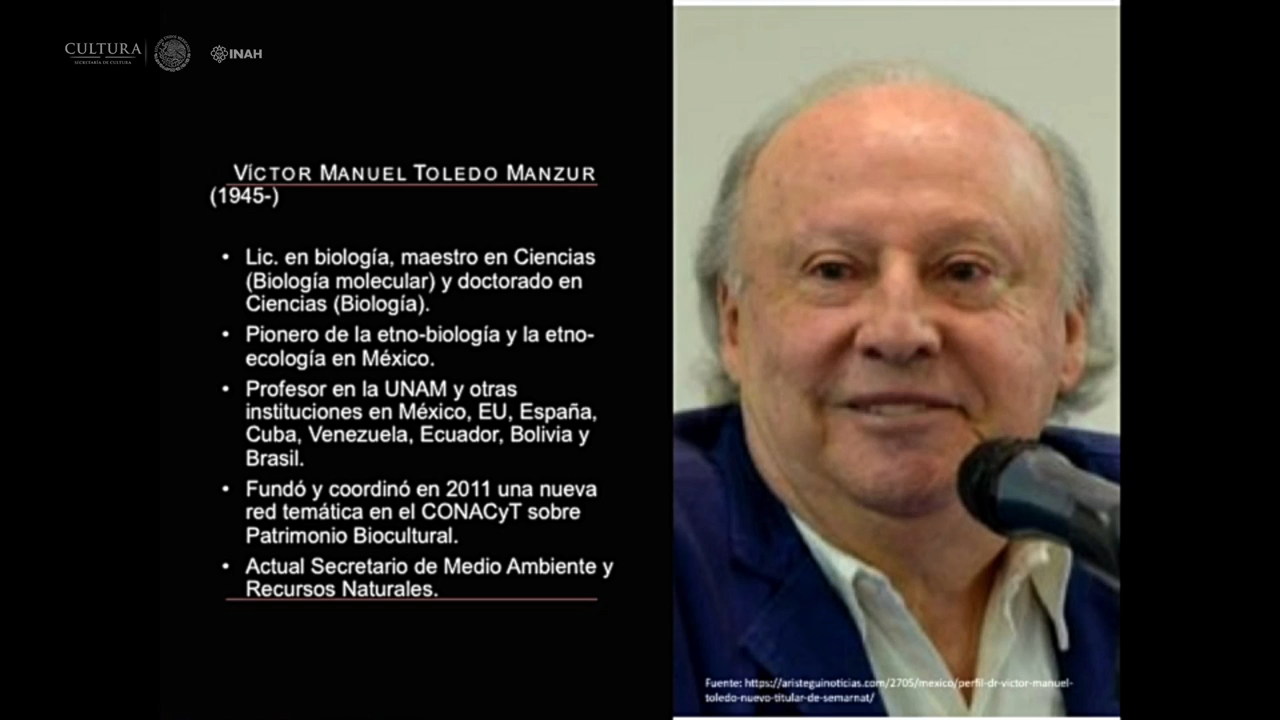 CULTURA
SECRETARÍA DE CULTURA
INAH
VÍCTOR MANUEL TOLEDO MANZUR
(1945-)
• Lic. en biología, maestro en Ciencias
(Biología molecular) y doctorado en
Ciencias (Biología).
• Pionero de la etno-biología y la etno-
ecología en México.
• Profesor en la UNAM y otras
instituciones en México, EU, España,
Cuba, Venezuela, Ecuador, Bolivia y
Brasil.
• Fundó y coordinó en 2011 una nueva
red temática en el CONACyT sobre
Patrimonio Biocultural.
• Actual Secretario de Medio Ambiente y
Recursos Naturales.
Fuente: https://aristeguinoticias.com/2705/mexico/perfil-dr-victor-manuel-
toledo-nuevo-titular-de-semarnat/